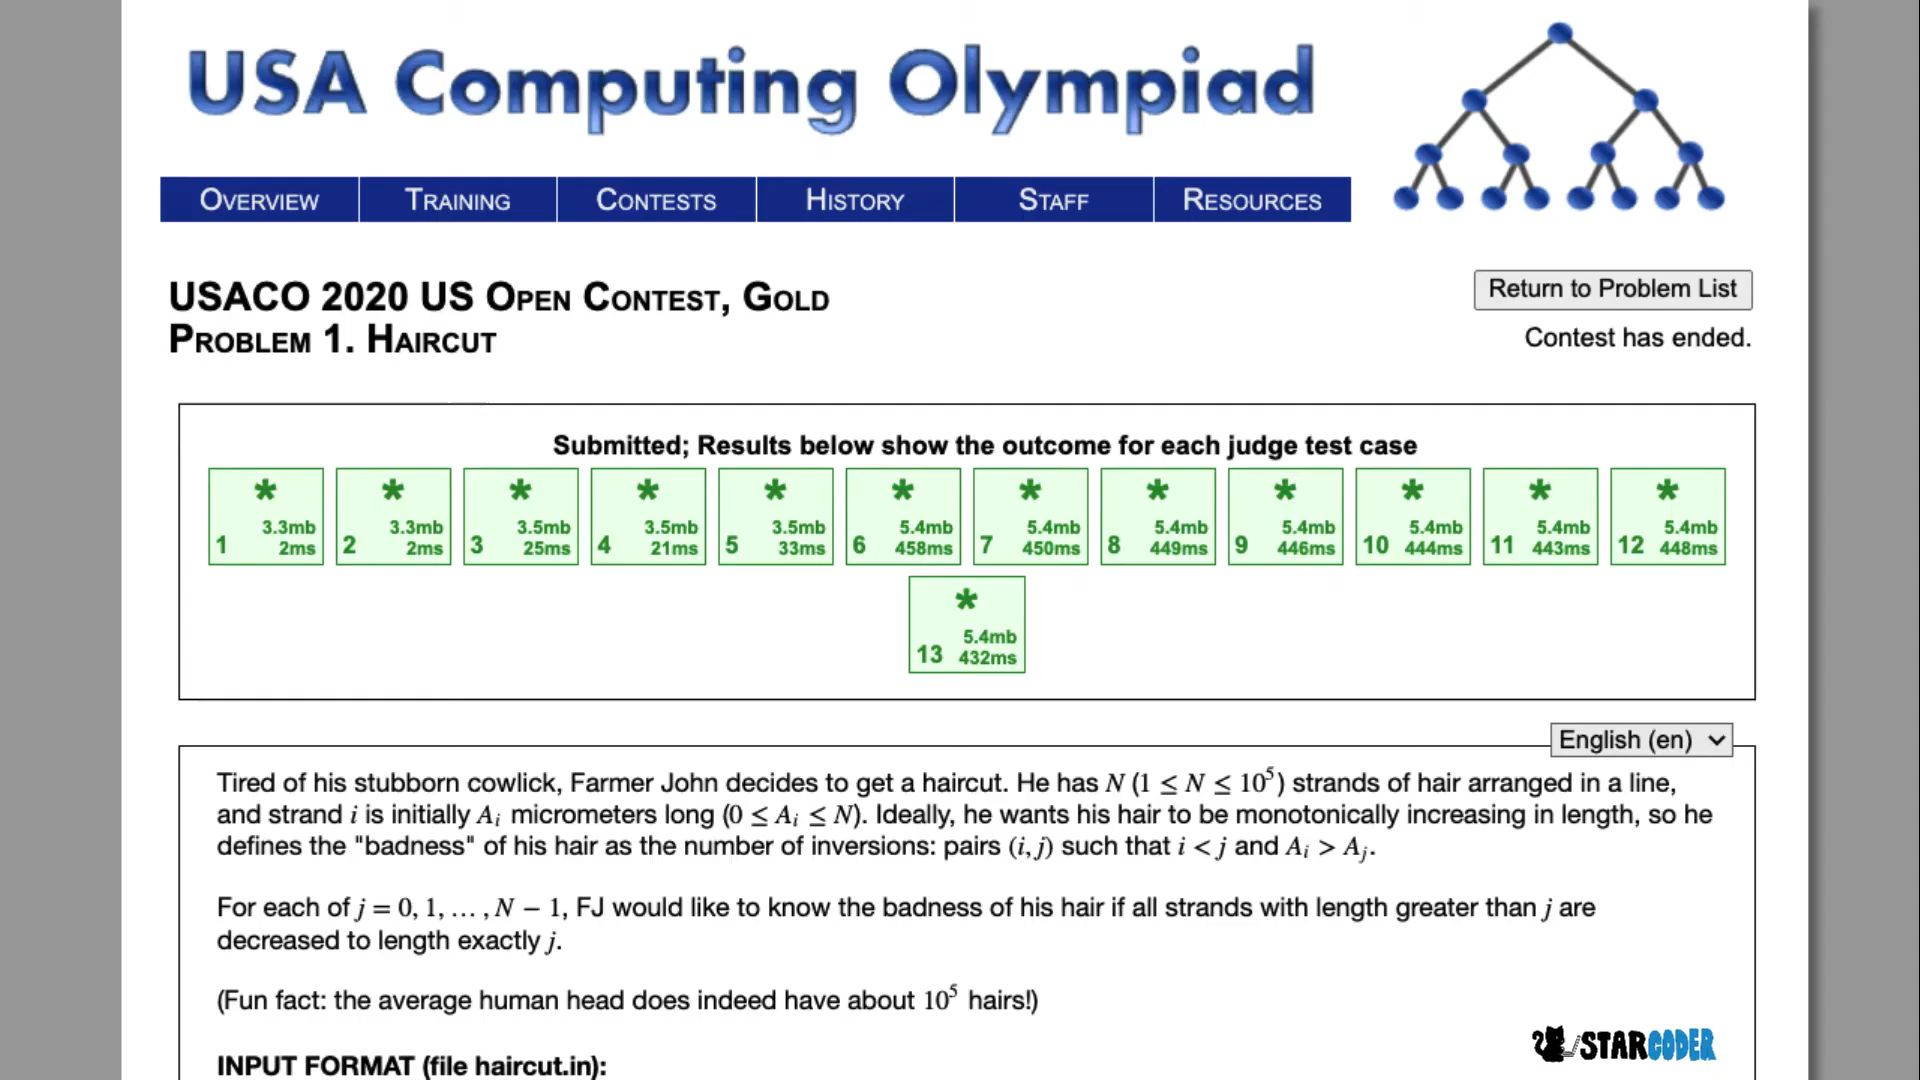 USA Computing Olympiad
OVERVIEW TRAINING CONTESTS HISTORY STAFF RESOURCES
USACO 2020 US OPEN CONTEST, GOLD
PROBLEM 1. HAIRCUT
Return to Problem List
Contest has ended.
Submitted; Results below show the outcome for each judge test case
* * * * * * * * * * * *
3.3mb 3.3mb 3.5mb 3.5mb 3.5mb 5.4mb 5.4mb 5.4mb 5.4mb 5.4mb 5.4mb 5.4mb
1 2ms 2 2ms 3 25ms 4 21ms 5 33ms 6 458ms 7 450ms 8 449ms 9 446ms 10 444ms 11 443ms 12 448ms
*
5.4mb
13 432ms
English (en)
Tired of his stubborn cowlick, Farmer John decides to get a haircut. He has N (1 ≤ N ≤ 10⁵) strands of hair arranged in a line,
and strand i is initially Aᵢ micrometers long (0 ≤ Aᵢ ≤ N). Ideally, he wants his hair to be monotonically increasing in length, so he
defines the "badness" of his hair as the number of inversions: pairs (i, j) such that i < j and Aᵢ > Aⱼ.
For each of j = 0, 1, … , N − 1, FJ would like to know the badness of his hair if all strands with length greater than j are
decreased to length exactly j.
(Fun fact: the average human head does indeed have about 10⁵ hairs!)
INPUT FORMAT (file haircut.in):
STARCODER